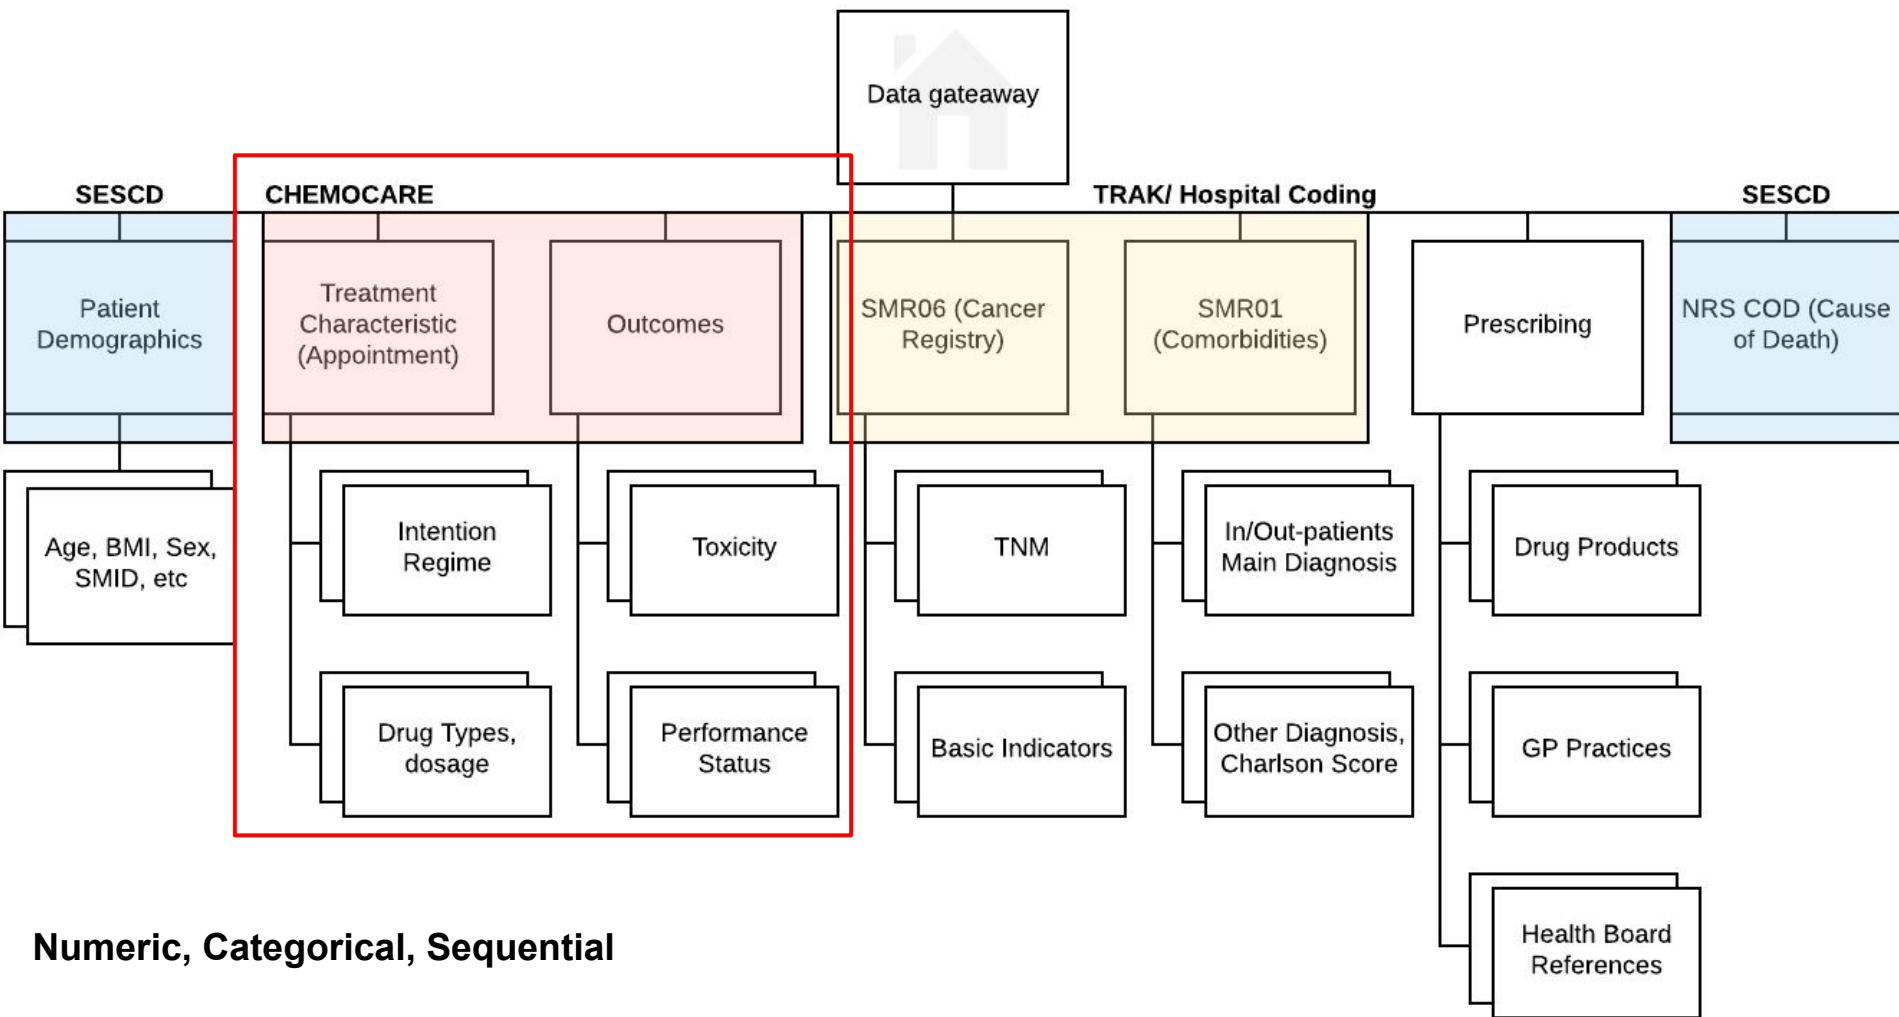 Data gateaway
SESCD
CHEMOCARE
TRAK/ Hospital Coding
SESCD
Patient
Demographics
Treatment
Characteristic
(Appointment)
Outcomes
SMR06 (Cancer
Registry)
SMR01
(Comorbidities)
Prescribing
NRS COD (Cause
of Death)
Age, BMI, Sex,
SMID, etc
Intention
Regime
Toxicity
TNM
In/Out-patients
Main Diagnosis
Drug Products
Drug Types,
dosage
Performance
Status
Basic Indicators
Other Diagnosis,
Charlson Score
GP Practices
Health Board
References
Numeric, Categorical, Sequential